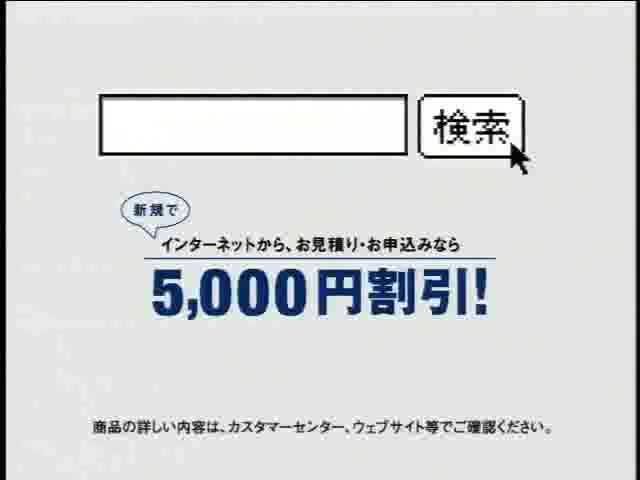 検索
新規で
インターネットから、お見積り・お申込みなら
5,000円割引!
商品の詳しい内容は、カスタマーセンター、ウェブサイト等でご確認ください。